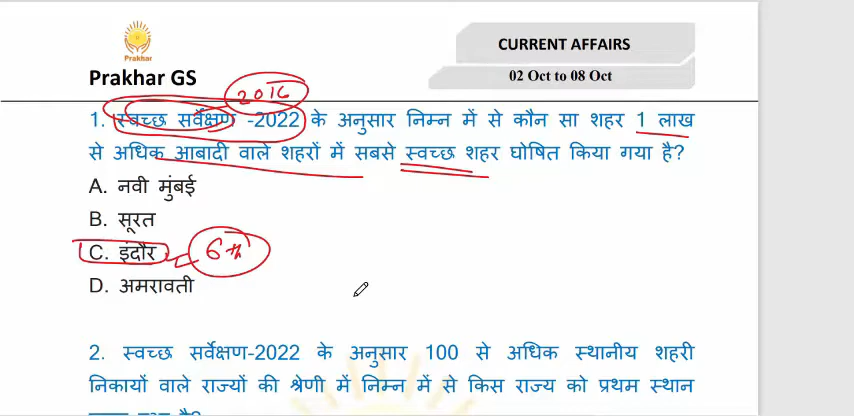 Prakhar
Prakhar GS
CURRENT AFFAIRS
02 Oct to 08 Oct
2016
1. स्वच्छ सर्वेक्षण -2022 के अनुसार निम्न में से कौन सा शहर 1 लाख
से अधिक आबादी वाले शहरों में सबसे स्वच्छ शहर घोषित किया गया है?
A. नवी मुंबई
B. सूरत
C. इंदौर
6th
D. अमरावती
2. स्वच्छ सर्वेक्षण-2022 के अनुसार 100 से अधिक स्थानीय शहरी
निकायों वाले राज्यों की श्रेणी में निम्न में से किस राज्य को प्रथम स्थान